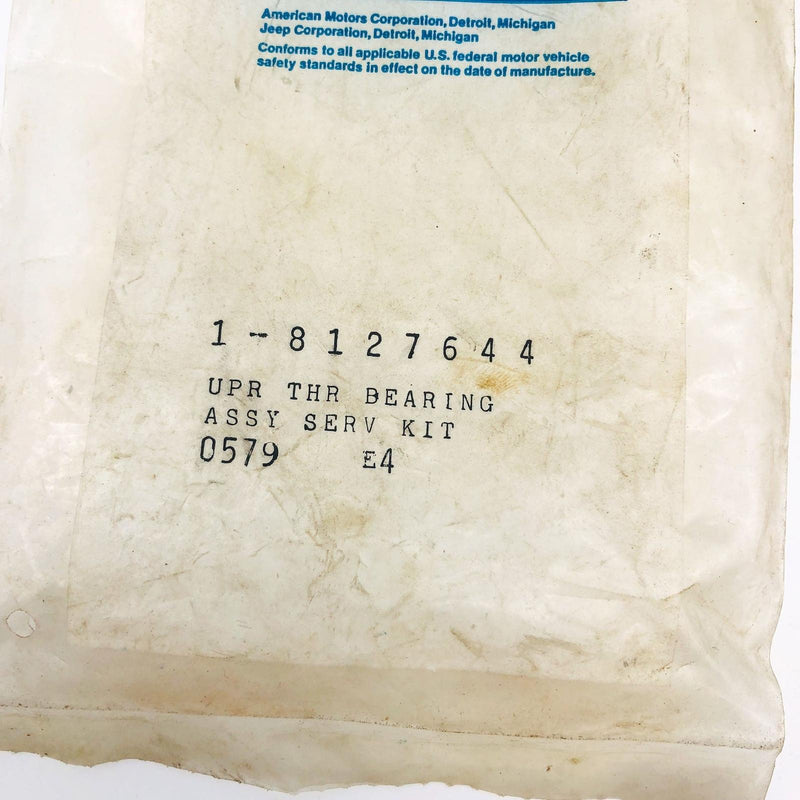 American Motors Corporation, Detroit, Michigan
Jeep Corporation, Detroit, Michigan
Conforms to all applicable U.S. federal motor vehicle
safety standards in effect on the date of manufacture.
1-8127644
UPR THR BEARING
ASSY SERV KIT
0579 E4